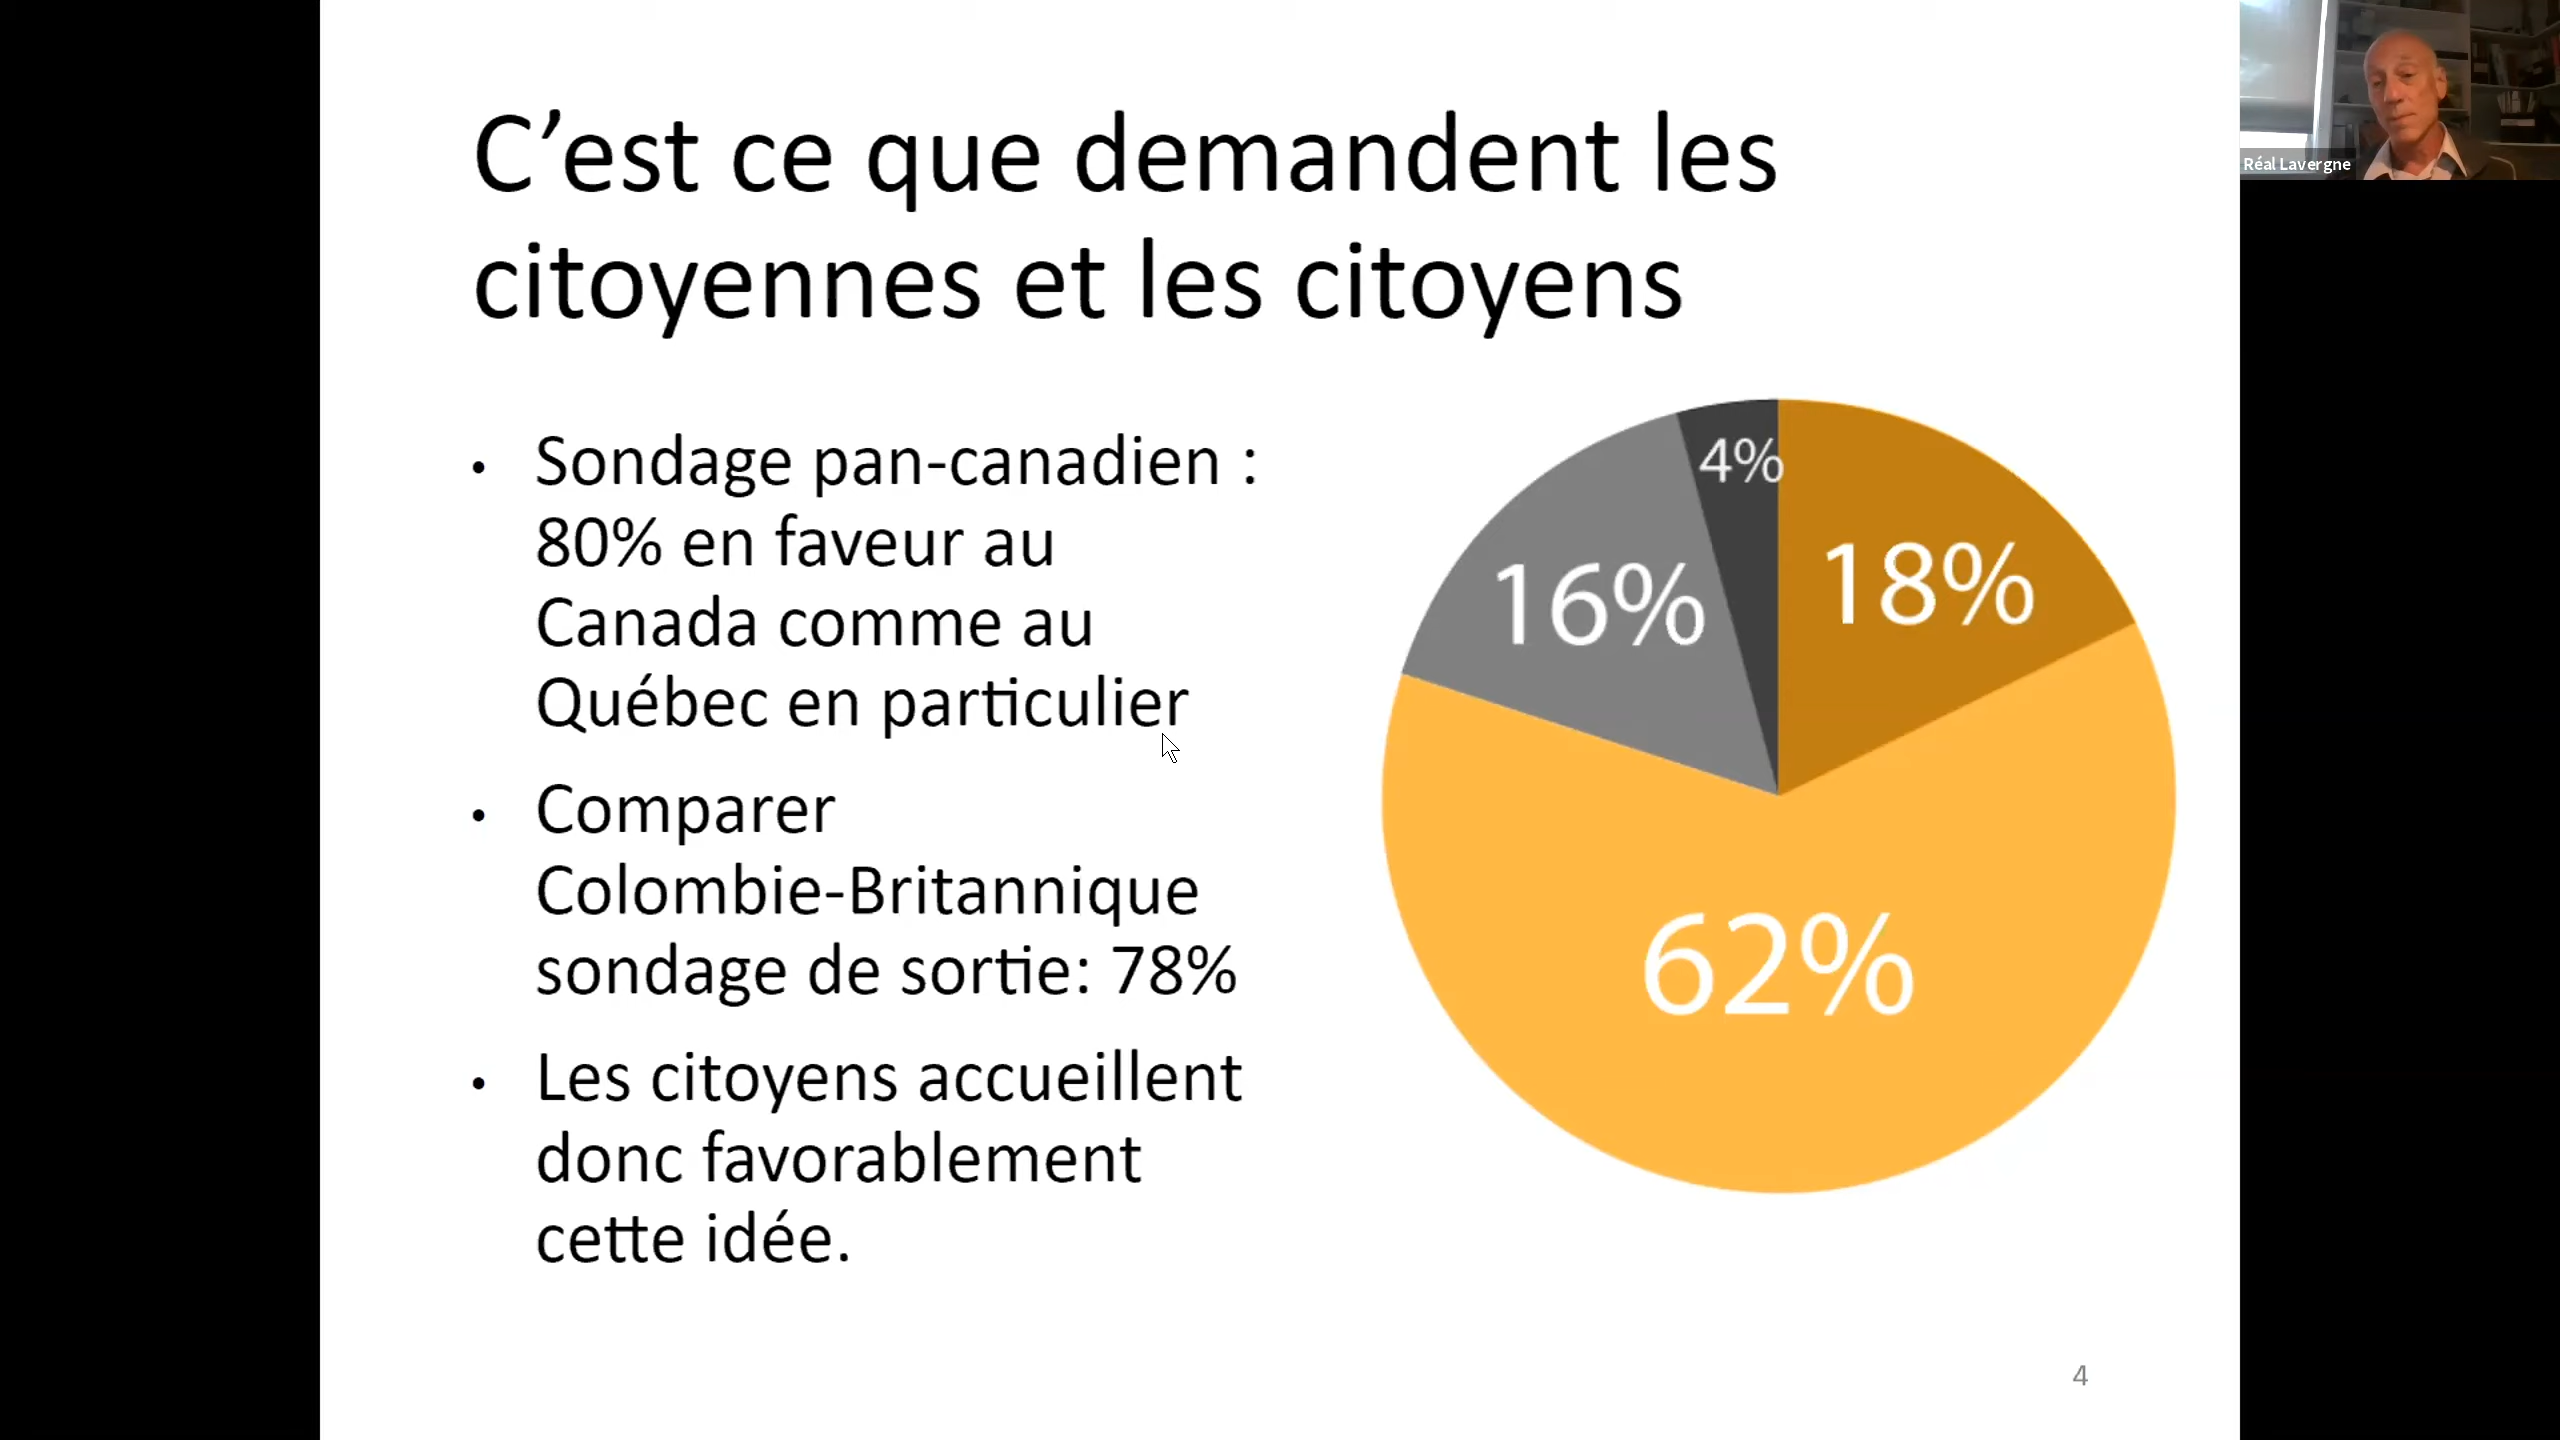 C’est ce que demandent les
citoyennes et les citoyens
• Sondage pan-canadien :
80% en faveur au
Canada comme au
Québec en particulier
• Comparer
Colombie-Britannique
sondage de sortie: 78%
• Les citoyens accueillent
donc favorablement
cette idée.
4%
18%
16%
62%
4
Réal Lavergne